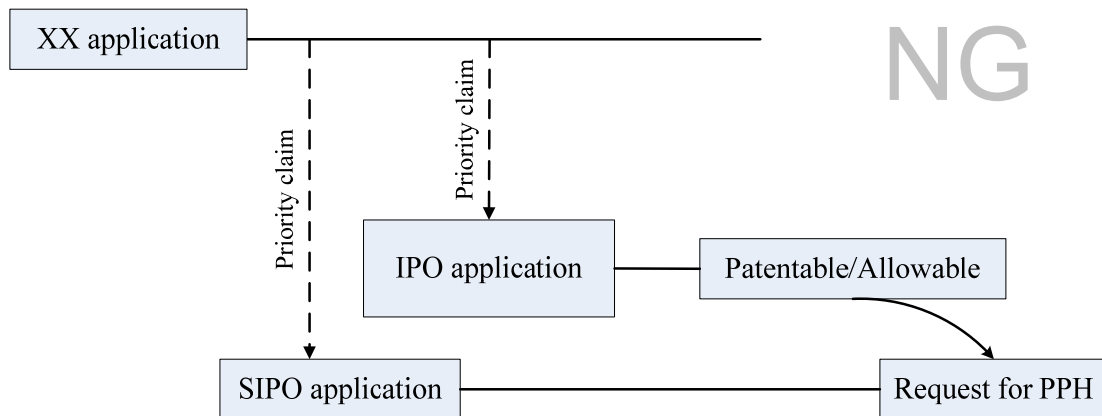 XX application
NG
Priority claim
Priority claim
IPO application
Patentable/Allowable
SIPO application
Request for PPH